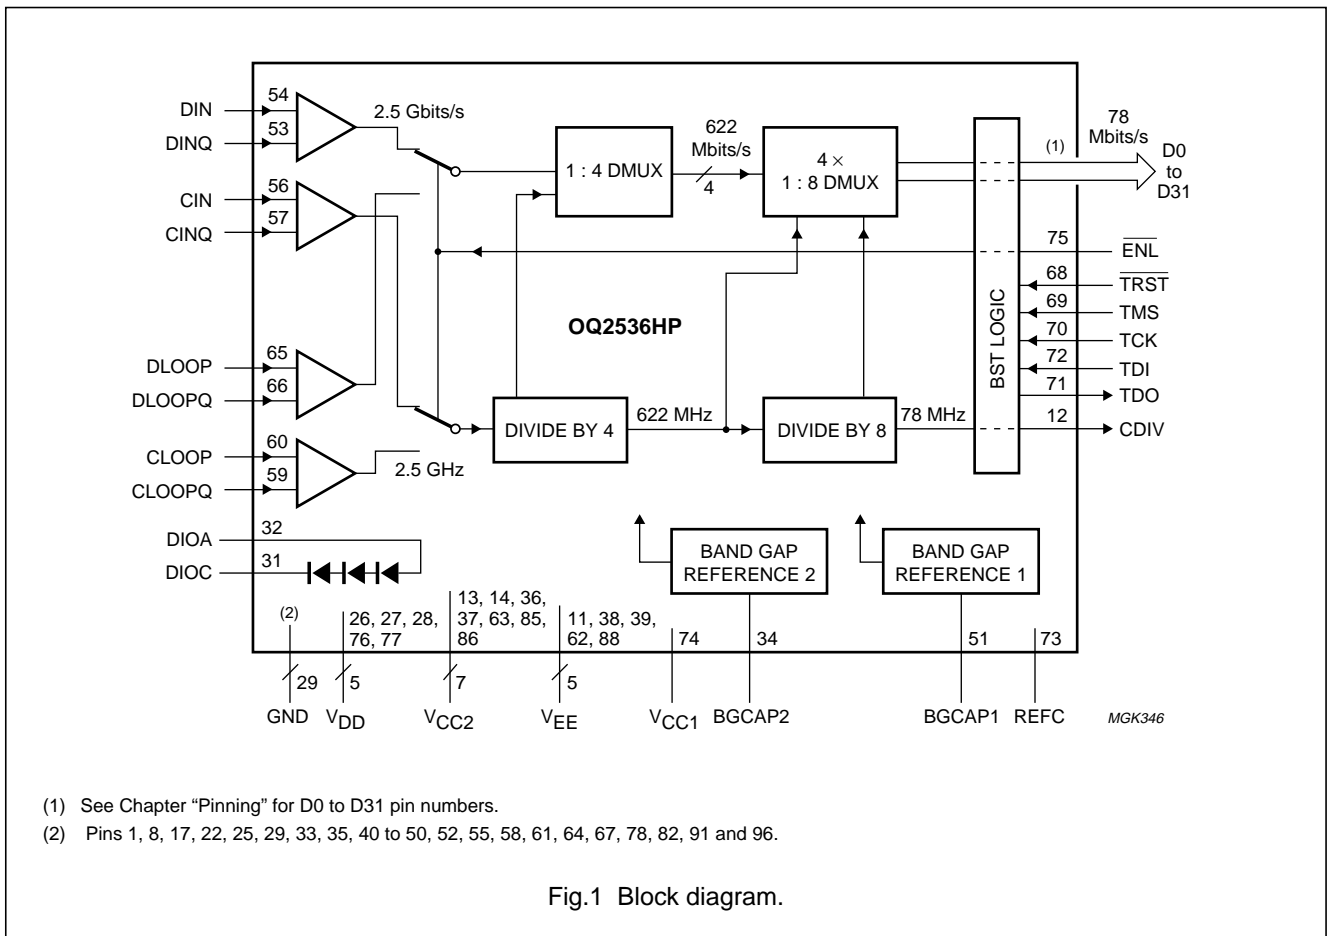 DIN
54
DINQ
53
2.5 Gbits/s
CIN
56
CINQ
57
1 : 4 DMUX
622
Mbits/s
4
4 ×
1 : 8 DMUX
BST LOGIC
(1)
78
Mbits/s
D0
to
D31
75
ENL
68
TRST
69
TMS
70
TCK
72
TDI
71
TDO
12
CDIV
OQ2536HP
DLOOP
65
DLOOPQ
66
CLOOP
60
CLOOPQ
59
2.5 GHz
DIVIDE BY 4
622 MHz
DIVIDE BY 8
78 MHz
DIOA
32
DIOC
31
BAND GAP
REFERENCE 2
BAND GAP
REFERENCE 1
(2)
26, 27, 28,
76, 77
13, 14, 36,
37, 63, 85,
86
11, 38, 39,
62, 88
74
34
51
73
29
5
7
5
GND
VDD
VCC2
VEE
VCC1
BGCAP2
BGCAP1
REFC
MGK346
(1) See Chapter “Pinning” for D0 to D31 pin numbers.
(2) Pins 1, 8, 17, 22, 25, 29, 33, 35, 40 to 50, 52, 55, 58, 61, 64, 67, 78, 82, 91 and 96.
Fig.1 Block diagram.